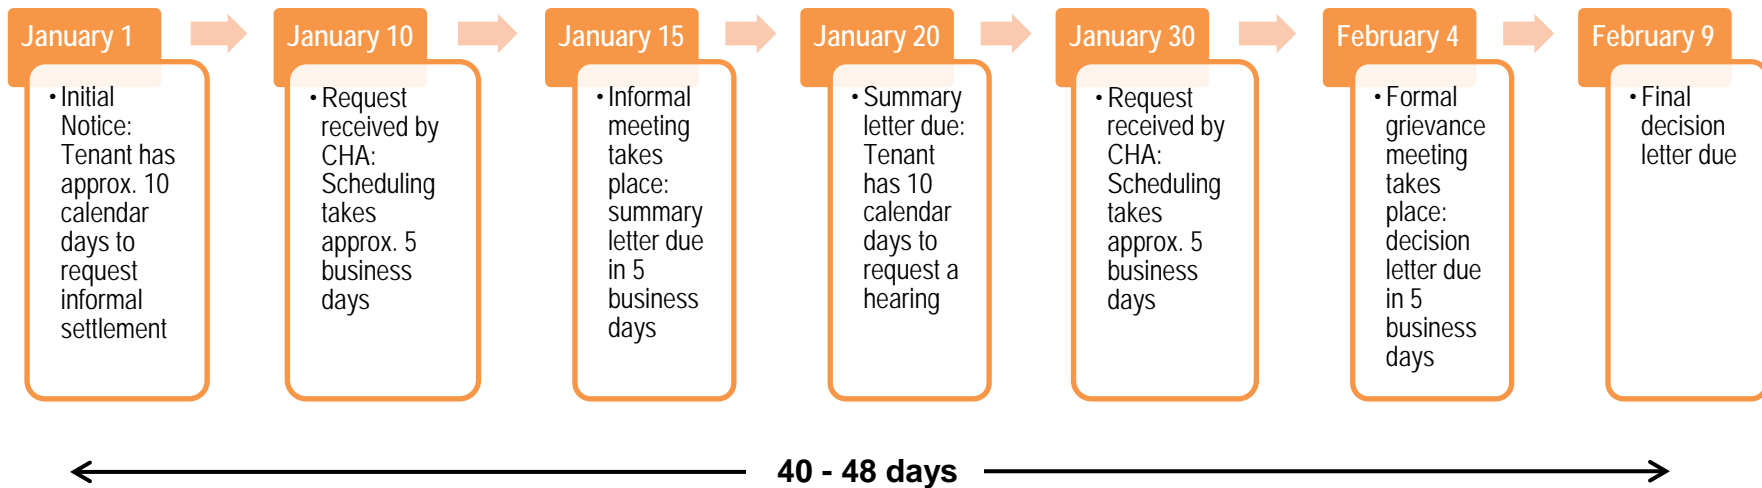 January 1
• Initial
Notice:
Tenant has
approx. 10
calendar
days to
request
informal
settlement
January 10
• Request
received by
CHA:
Scheduling
takes
approx. 5
business
days
January 15
• Informal
meeting
takes
place:
summary
letter due
in 5
business
days
January 20
• Summary
letter due:
Tenant
has 10
calendar
days to
request a
hearing
January 30
• Request
received by
CHA:
Scheduling
takes
approx. 5
business
days
February 4
• Formal
grievance
meeting
takes
place:
decision
letter due
in 5
business
days
February 9
• Final
decision
letter due
40 - 48 days